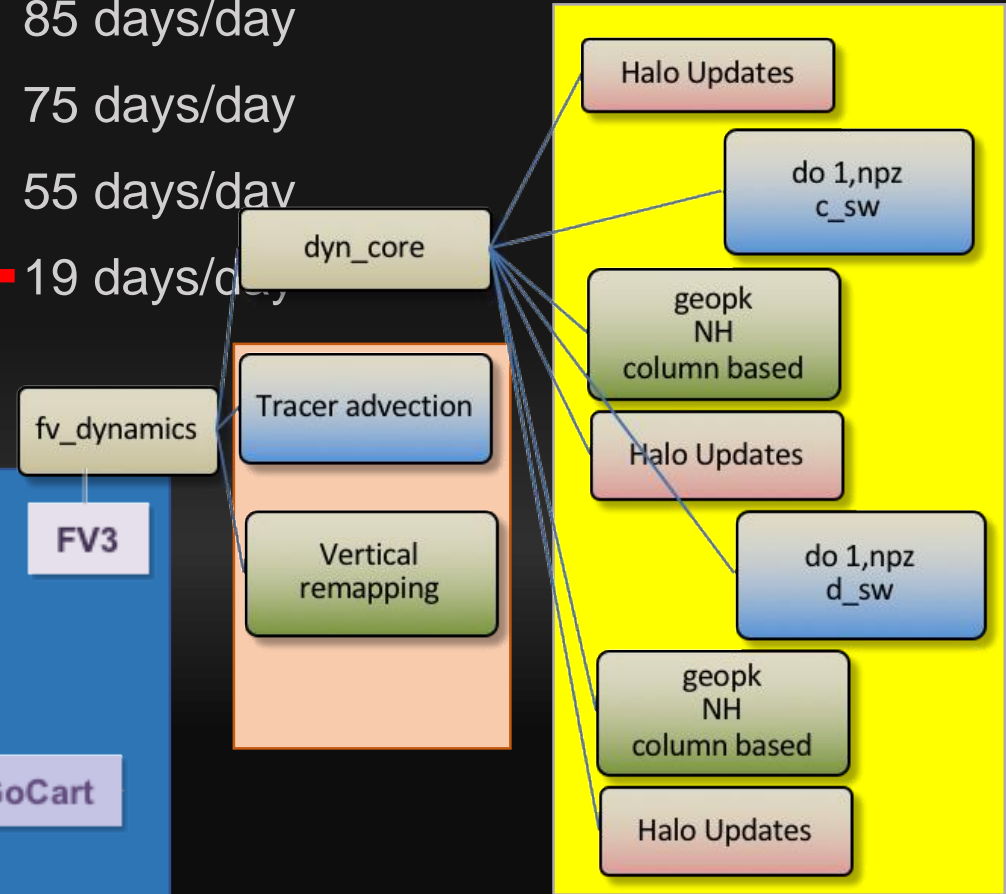 85 days/day
75 days/day
55 days/day
19 days/day
fv_dynamics
FV3
dyn_core
Tracer advection
Vertical
remapping
Halo Updates
do 1,npz
c_sw
geopk
NH
column based
Halo Updates
do 1,npz
d_sw
geopk
NH
column based
Halo Updates
oCart